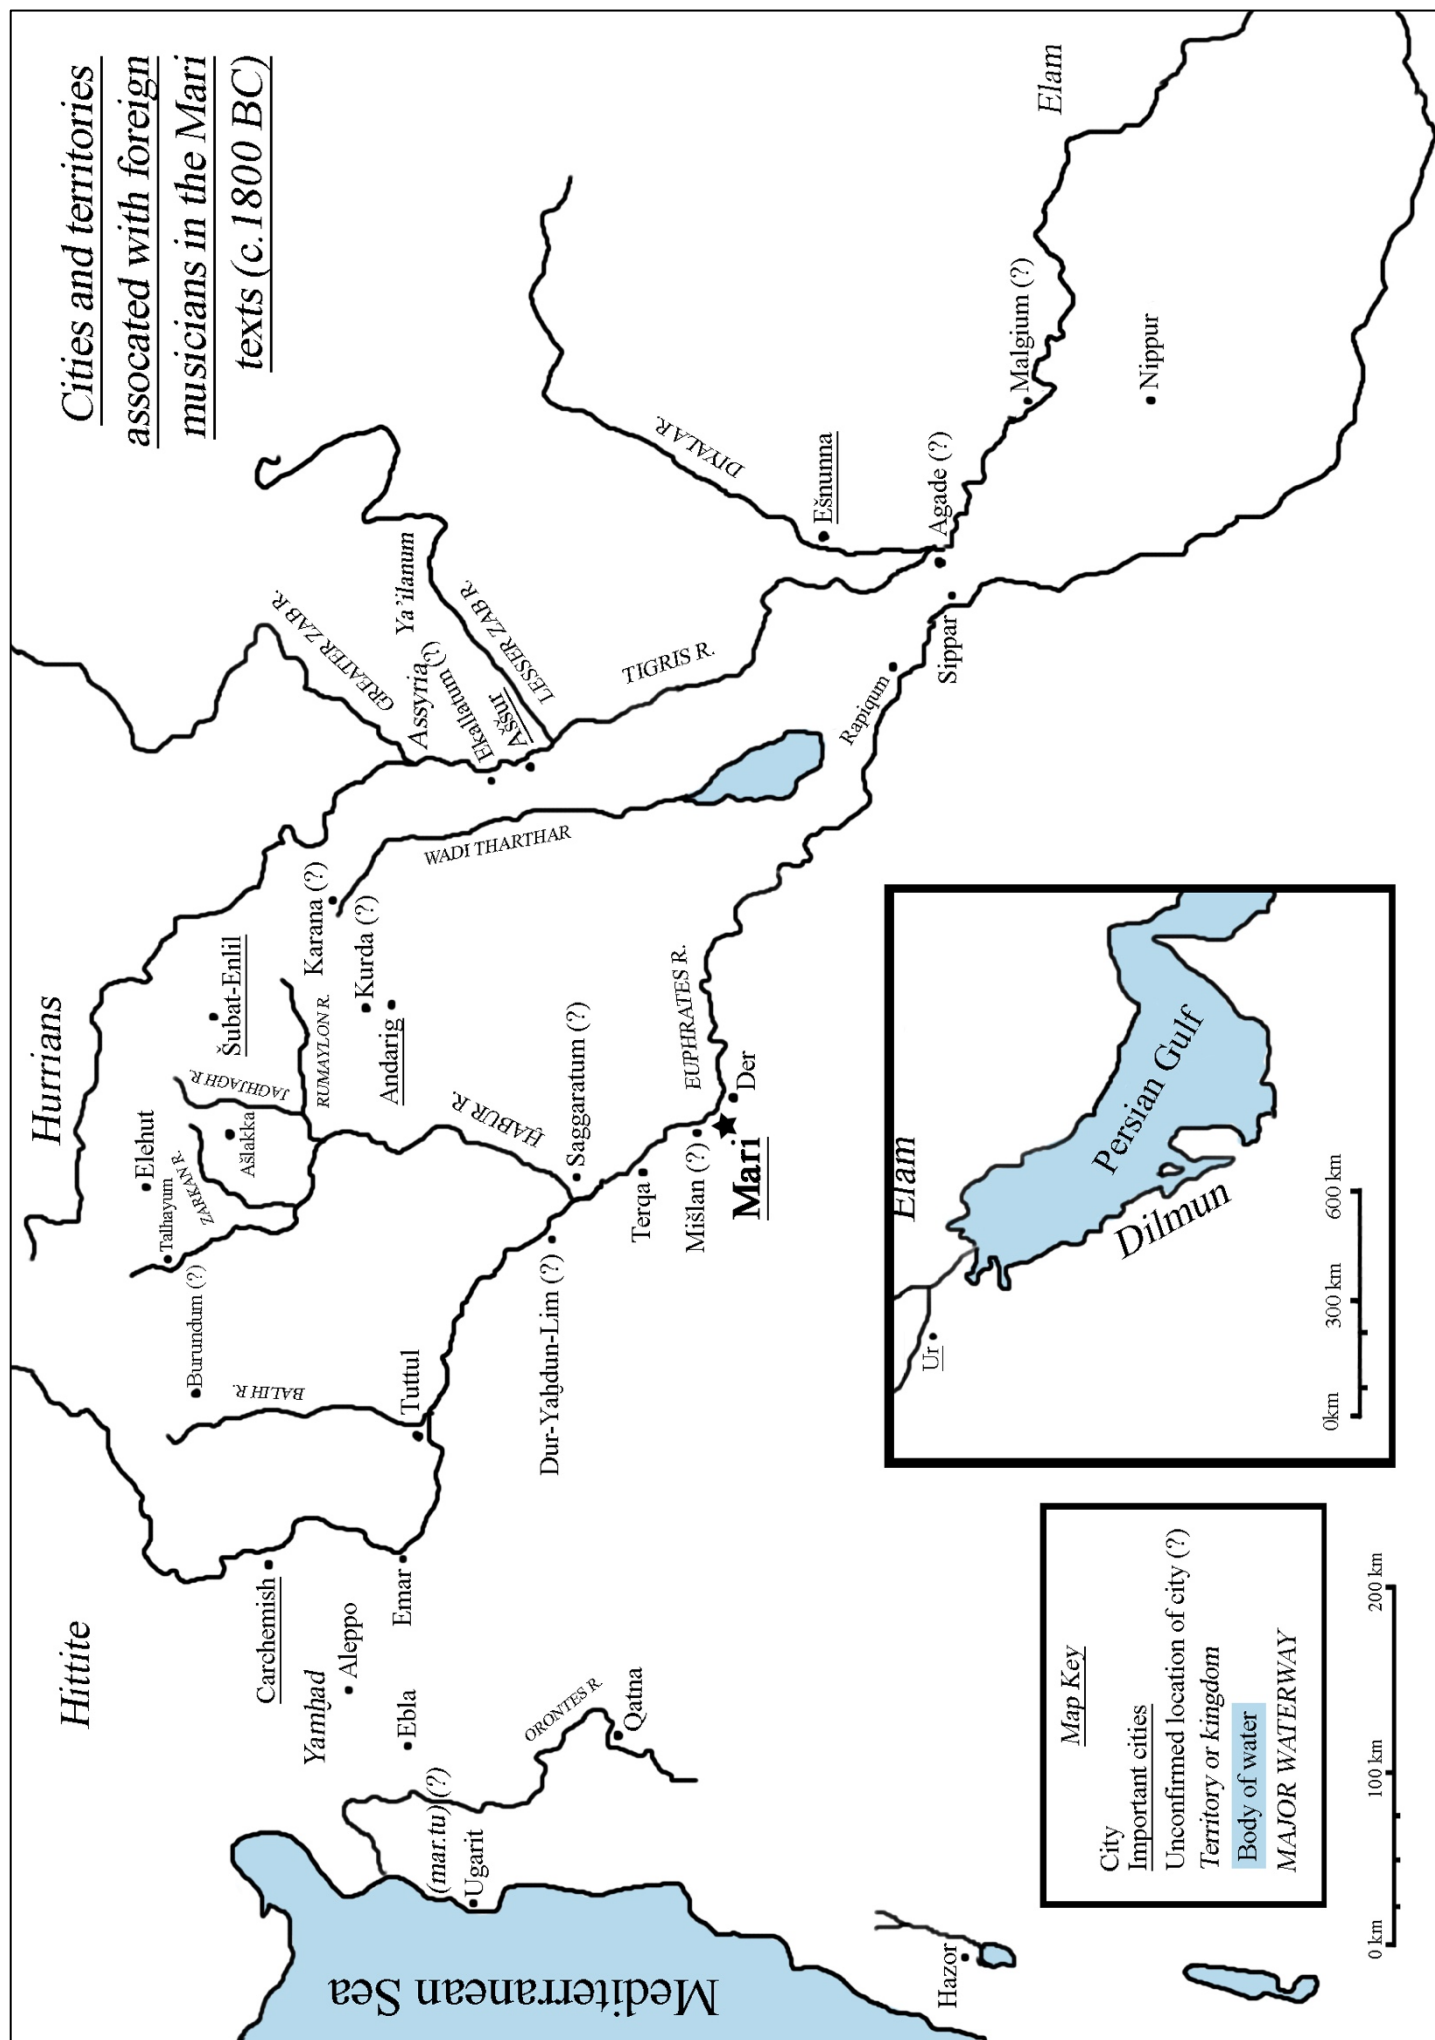 Cities and territories
assocated with foreign
musicians in the Mari
texts (c.1800 BC)
Hittite
Hurrians
Elam
Carchemish
Yamḫad
Aleppo
Emar
Ebla
(mar.tu) (?)
Ugarit
ORONTES R.
Qatna
Mediterranean Sea
Hazor
Burundum (?)
BALIH R.
Tuttul
Talhayum
Elehut
ZARKAN R.
Ašlakka
JAGHJAGH R.
Šubat-Enlil
RUMAYLON R.
Karana (?)
Kurda (?)
Andarig
ḪABUR R.
Saggaratum (?)
Dur-Yaḫdun-Lim (?)
Terqa
Mišlan (?)
Mari
Der
EUPHRATES R.
WADI THARTHAR
GREATER ZAB R.
Assyria
Ekallatum (?)
Aššur
Ya'ilanum
LESSER ZAB R.
TIGRIS R.
Rapiqum
Sippar
DIYALA R.
Ešnunna
Agade (?)
Malgium (?)
Nippur
Map Key
City
Important cities
Unconfirmed location of city (?)
Territory or kingdom
Body of water
MAJOR WATERWAY
0 km 100 km 200 km
Elam
Ur
Persian Gulf
Dilmun
0km 300 km 600 km